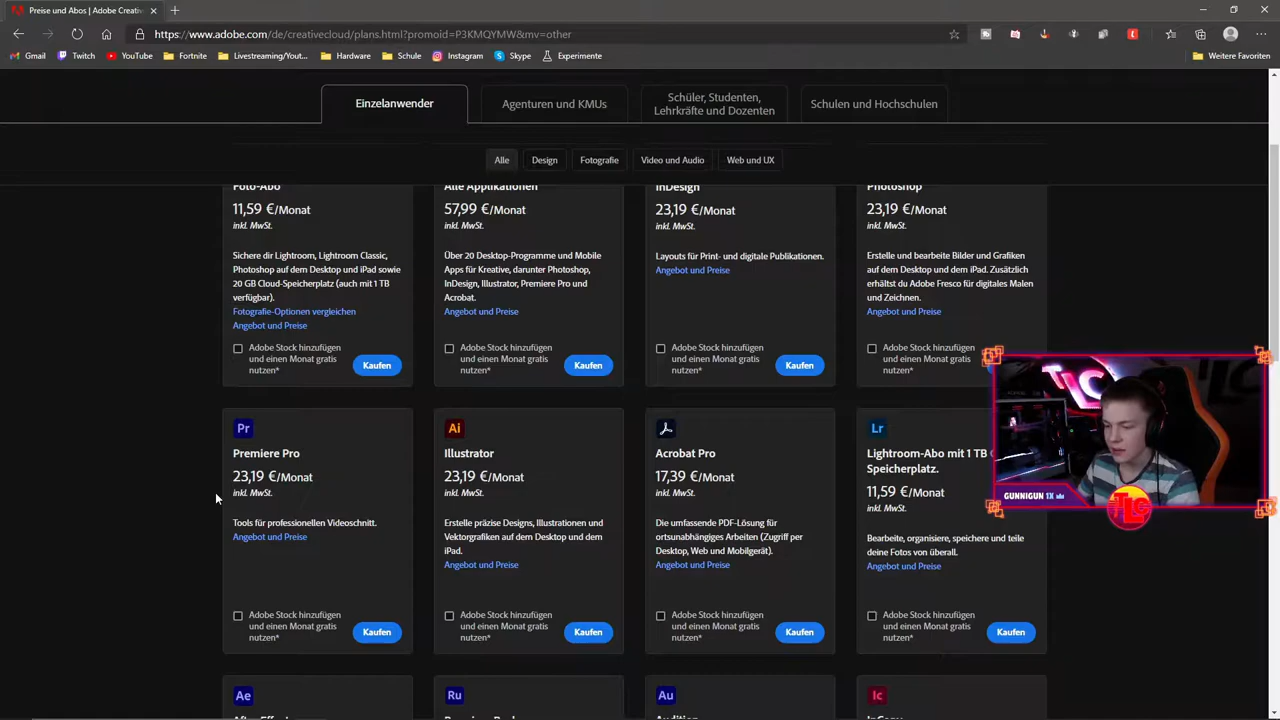 Preise und Abos | Adobe Creativ
https://www.adobe.com/de/creativecloud/plans.html?promoid=P3KMQYMW&mv=other
Gmail
Twitch
YouTube
Fortnite
Livestreaming/Yout...
Hardware
Schule
Instagram
Skype
Experimente
Weitere Favoriten
Einzelanwender
Agenturen und KMUs
Schüler, Studenten,
Lehrkräfte und Dozenten
Schulen und Hochschulen
Alle
Design
Fotografie
Video und Audio
Web und UX
Foto-Abo
11,59 €/Monat
inkl. MwSt.
Sichere dir Lightroom, Lightroom Classic,
Photoshop auf dem Desktop und iPad sowie
20 GB Cloud-Speicherplatz (auch mit 1 TB
verfügbar).
Fotografie-Optionen vergleichen
Angebot und Preise
Adobe Stock hinzufügen
und einen Monat gratis
nutzen*
Kaufen
Alle Applikationen
57,99 €/Monat
inkl. MwSt.
Über 20 Desktop-Programme und Mobile
Apps für Kreative, darunter Photoshop,
InDesign, Illustrator, Premiere Pro und
Acrobat.
Angebot und Preise
Adobe Stock hinzufügen
und einen Monat gratis
nutzen*
Kaufen
InDesign
23,19 €/Monat
inkl. MwSt.
Layouts für Print- und digitale Publikationen.
Angebot und Preise
Adobe Stock hinzufügen
und einen Monat gratis
nutzen*
Kaufen
Photoshop
23,19 €/Monat
inkl. MwSt.
Erstelle und bearbeite Bilder und Grafiken
auf dem Desktop und dem iPad. Zusätzlich
erhältst du Adobe Fresco für digitales Malen
und Zeichnen.
Angebot und Preise
Adobe Stock hinzufügen
und einen Monat gratis
nutzen*
Pr
Premiere Pro
23,19 €/Monat
inkl. MwSt.
Tools für professionellen Videoschnitt.
Angebot und Preise
Adobe Stock hinzufügen
und einen Monat gratis
nutzen*
Kaufen
Ai
Illustrator
23,19 €/Monat
inkl. MwSt.
Erstelle präzise Designs, Illustrationen und
Vektorgrafiken auf dem Desktop und dem
iPad.
Angebot und Preise
Adobe Stock hinzufügen
und einen Monat gratis
nutzen*
Kaufen
Acrobat Pro
17,39 €/Monat
inkl. MwSt.
Die umfassende PDF-Lösung für
ortsunabhängiges Arbeiten (Zugriff per
Desktop, Web und Mobilgerät).
Angebot und Preise
Adobe Stock hinzufügen
und einen Monat gratis
nutzen*
Kaufen
Lr
Lightroom-Abo mit 1 TB
Speicherplatz.
11,59 €/Monat
inkl. MwSt.
Bearbeite, organisiere, speichere und teile
deine Fotos von überall.
Angebot und Preise
Adobe Stock hinzufügen
und einen Monat gratis
nutzen*
Kaufen
TLC
GUNNIGUN 1X
TLC
Ae
Ru
Au
Audition
Ic
InCopy